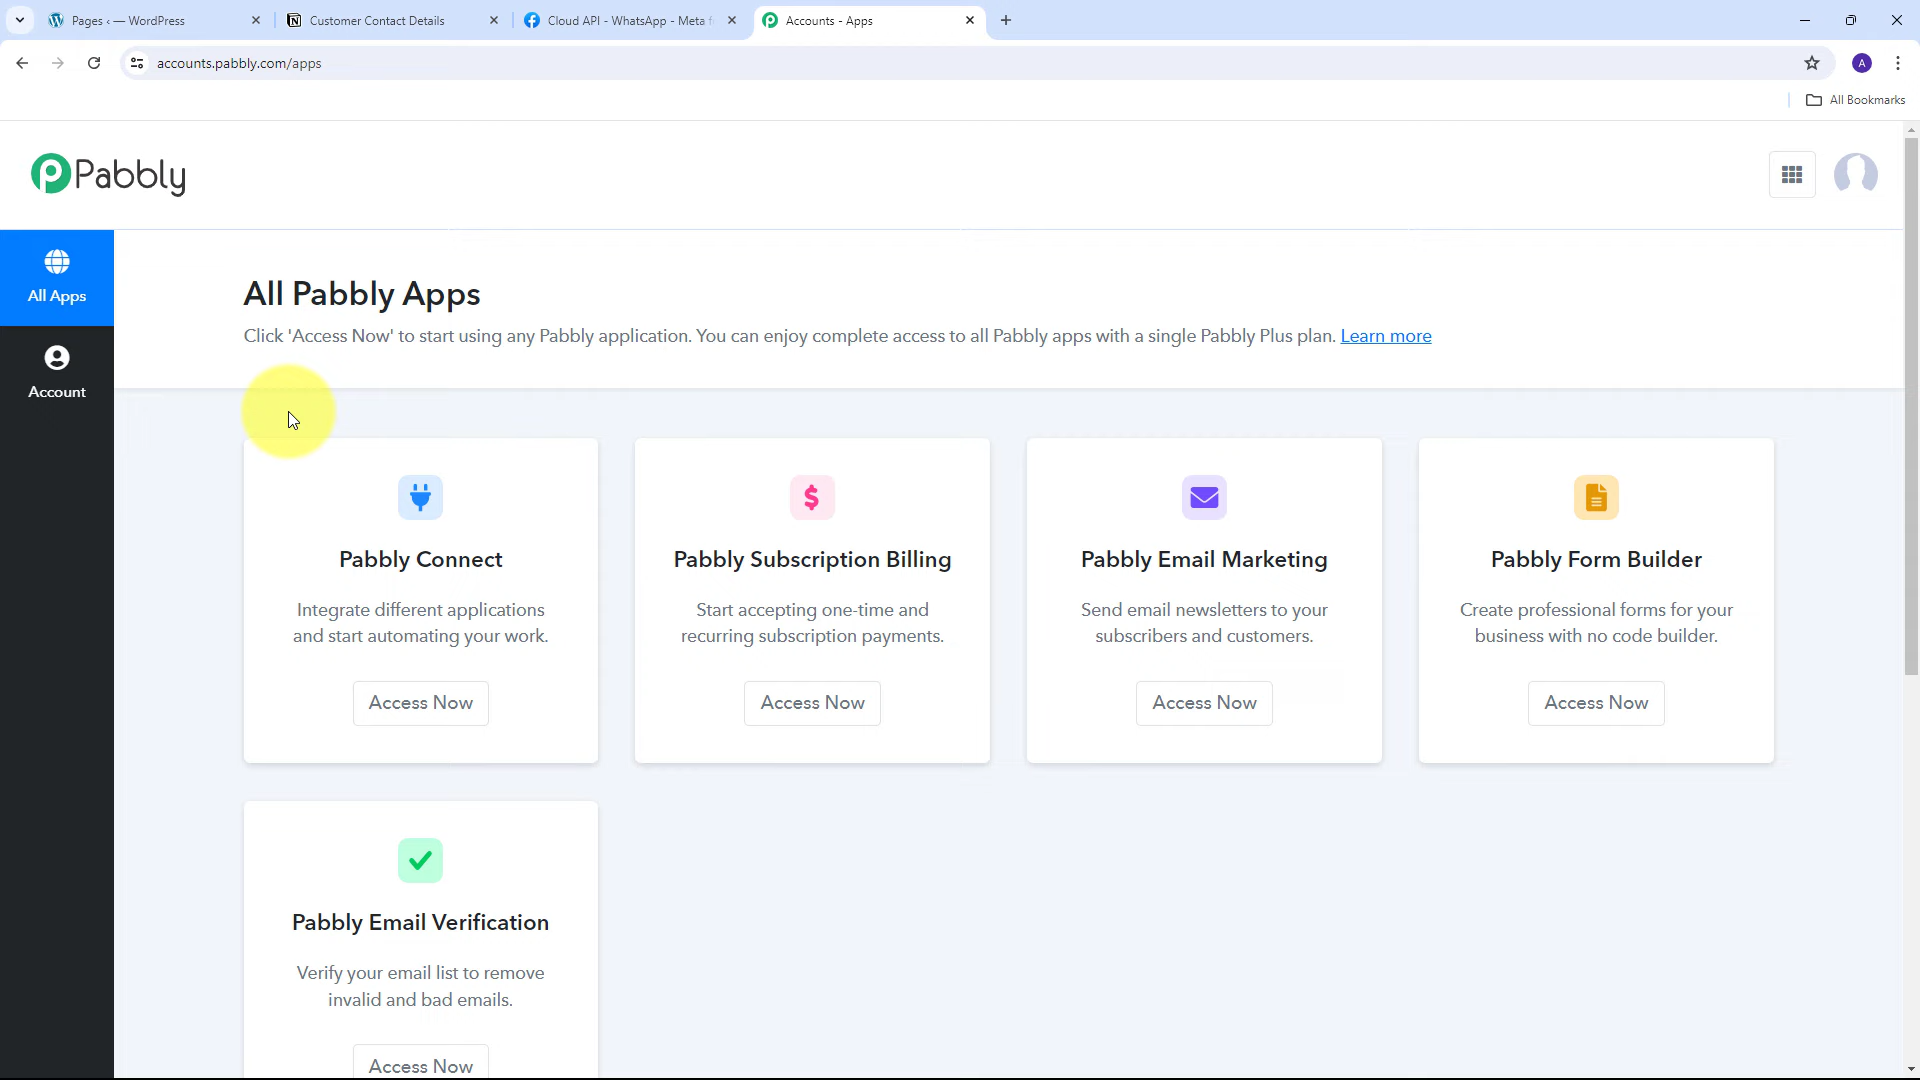 Pages ‹ — WordPress
Customer Contact Details
Cloud API - WhatsApp - Meta f
Accounts - Apps
accounts.pabbly.com/apps
A
All Bookmarks
Pabbly
All Apps
Account
All Pabbly Apps
Click 'Access Now' to start using any Pabbly application. You can enjoy complete access to all Pabbly apps with a single Pabbly Plus plan. Learn more
Pabbly Connect
Integrate different applications
and start automating your work.
Access Now
Pabbly Subscription Billing
Start accepting one-time and
recurring subscription payments.
Access Now
Pabbly Email Marketing
Send email newsletters to your
subscribers and customers.
Access Now
Pabbly Form Builder
Create professional forms for your
business with no code builder.
Access Now
Pabbly Email Verification
Verify your email list to remove
invalid and bad emails.
Access Now